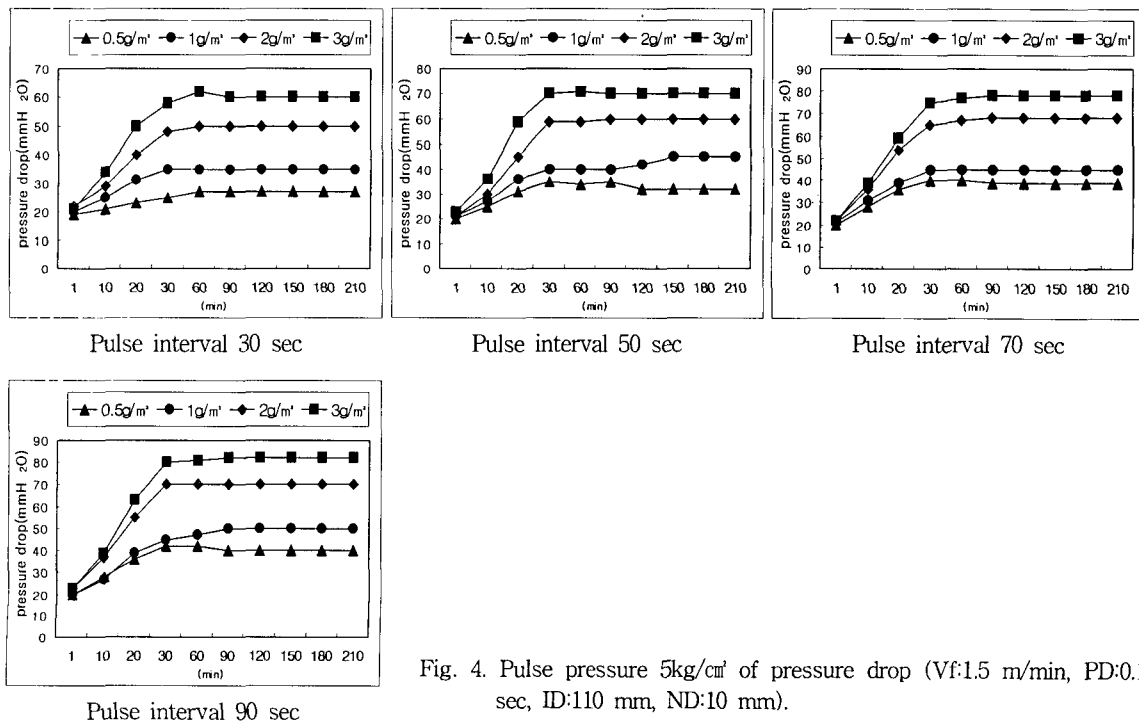 0.5g/m³ 1g/m³ 2g/m³ 3g/m³
pressure drop(mmH 2O)
70
60
50
40
30
20
10
0
1 10 20 30 60 90 120 150 180 210
(min)
Pulse interval 30 sec
0.5g/m³ 1g/m³ 2g/m³ 3g/m³
pressure drop(mmH 2O)
80
70
60
50
40
30
20
10
0
1 10 20 30 60 90 120 150 180 210
(min)
Pulse interval 50 sec
0.5g/m³ 1g/m³ 2g/m³ 3g/m³
pressure drop(mmH 2O)
90
80
70
60
50
40
30
20
10
0
1 10 20 30 60 90 120 150 180 210
(min)
Pulse interval 70 sec
0.5g/m³ 1g/m³ 2g/m³ 3g/m³
pressure drop(mmH 2O)
90
80
70
60
50
40
30
20
10
0
1 10 20 30 60 90 120 150 180 210
(min)
Pulse interval 90 sec
Fig. 4. Pulse pressure 5kg/㎠ of pressure drop (Vf:1.5 m/min,
sec, ID:110 mm, ND:10 mm).